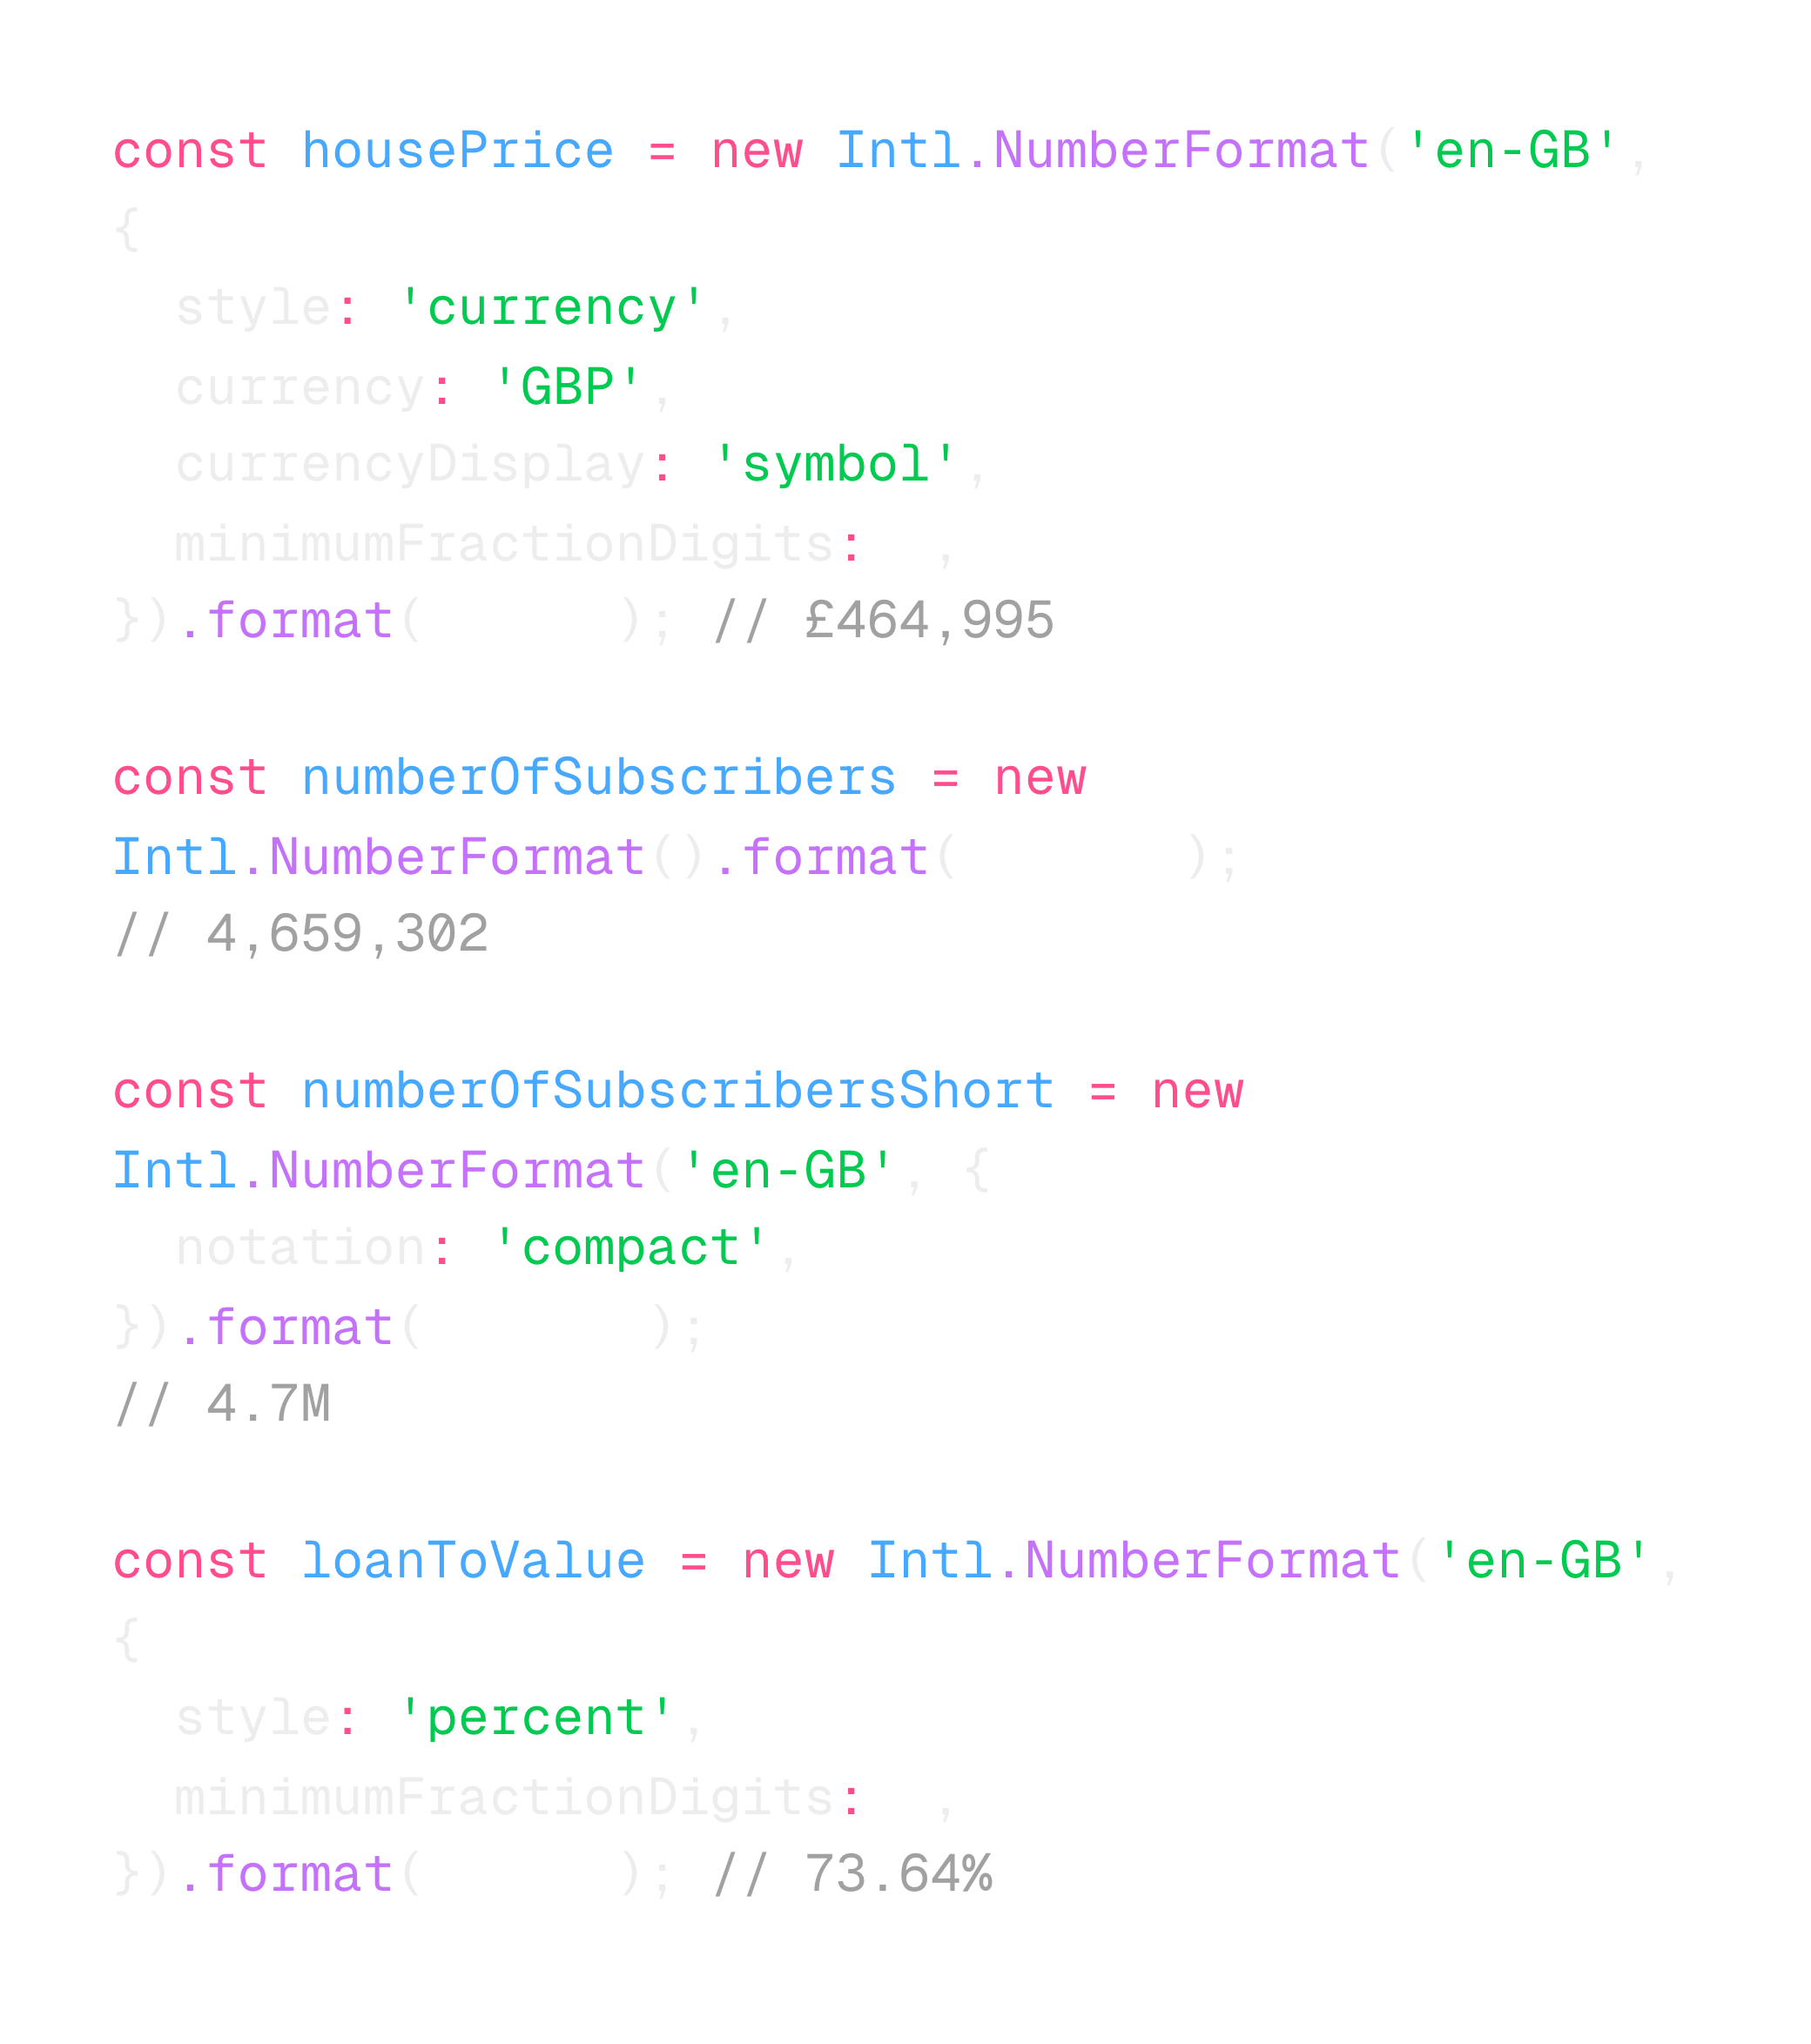 const housePrice = new Intl.NumberFormat('en-GB',
{
  style: 'currency',
  currency: 'GBP',
  currencyDisplay: 'symbol',
  minimumFractionDigits:  ,
}).format(      ); // £464,995
const numberOfSubscribers = new
Intl.NumberFormat().format(       );
// 4,659,302
const numberOfSubscribersShort = new
Intl.NumberFormat('en-GB', {
  notation: 'compact',
}).format(       );
// 4.7M
const loanToValue = new Intl.NumberFormat('en-GB',
{
  style: 'percent',
  minimumFractionDigits:  ,
}).format(      ); // 73.64%